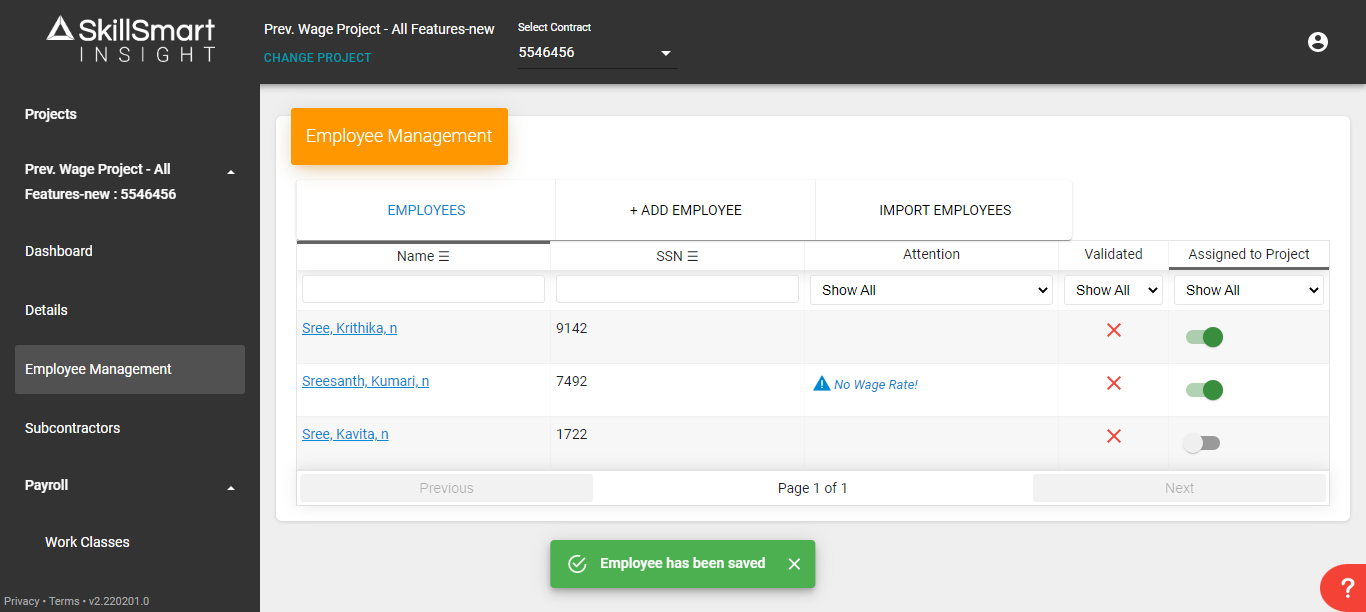 SkillSmart
INSIGHT
Prev. Wage Project - All Features-new
CHANGE PROJECT
Select Contract
5546456
Projects
Prev. Wage Project - All
Features-new : 5546456
Dashboard
Details
Employee Management
Subcontractors
Payroll
Work Classes
Privacy • Terms • v2.220201.0
Employee Management
EMPLOYEES
+ ADD EMPLOYEE
IMPORT EMPLOYEES
Name ☰ SSN ☰ Attention Validated Assigned to Project
Show All Show All Show All
Sree, Krithika, n 9142
Sreesanth, Kumari, n 7492 No Wage Rate!
Sree, Kavita, n 1722
Previous Page 1 of 1 Next
Employee has been saved
?